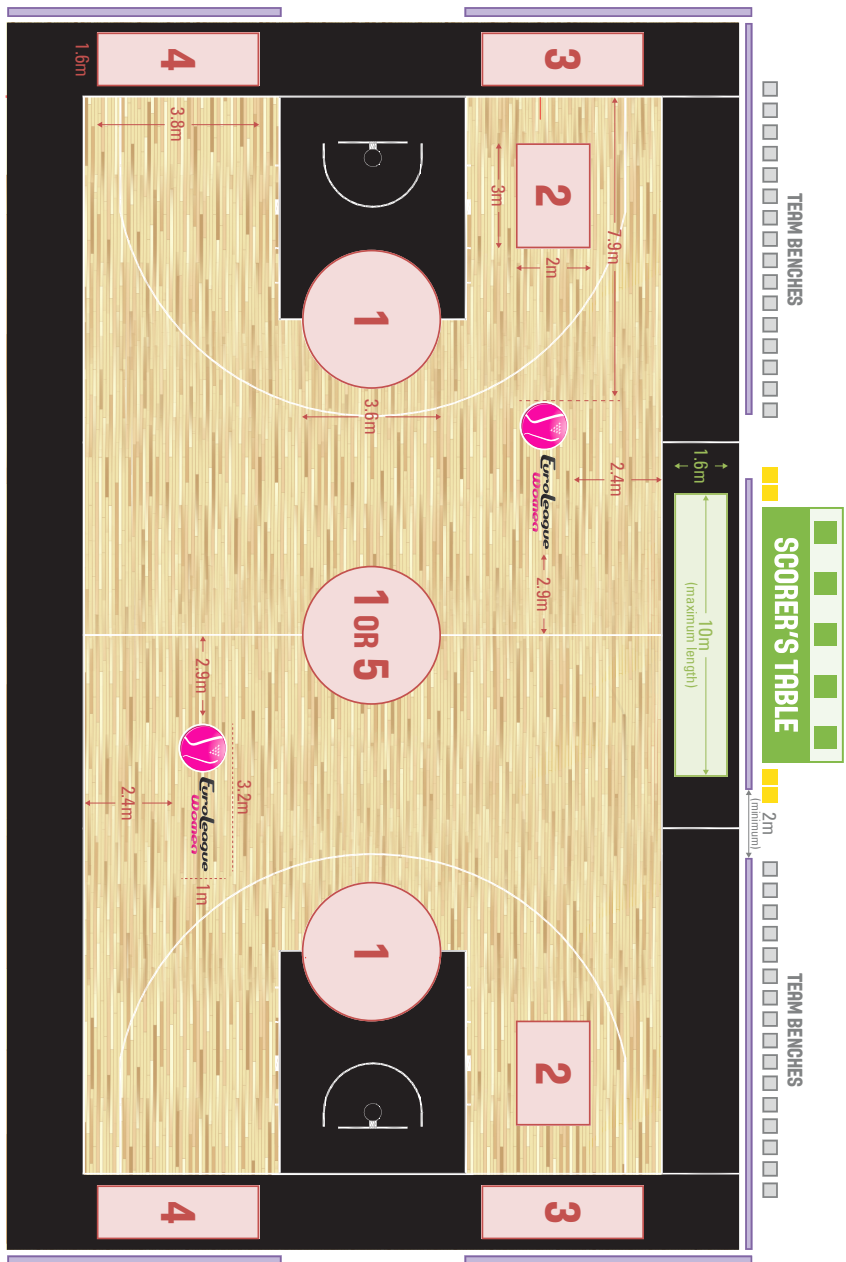 4
3
1.6m
3.8m
3m
2
2m
7.9m
TEAM BENCHES
1
3.6m
EuroLeague
women
2.4m
2.9m
1.6m
10m
(maximum length)
SCORER'S TABLE
1 OR 5
2.9m
2.4m
EuroLeague
women
3.2m
1m
2m
(minimum)
1
2
TEAM BENCHES
4
3